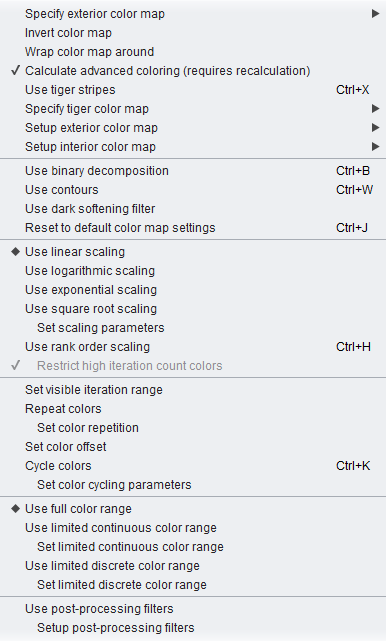 Specify exterior color map
Invert color map
Wrap color map around
Calculate advanced coloring (requires recalculation)
Use tiger stripes Ctrl+X
Specify tiger color map
Setup exterior color map
Setup interior color map
Use binary decomposition Ctrl+B
Use contours Ctrl+W
Use dark softening filter
Reset to default color map settings Ctrl+J
Use linear scaling
Use logarithmic scaling
Use exponential scaling
Use square root scaling
Set scaling parameters
Use rank order scaling Ctrl+H
Restrict high iteration count colors
Set visible iteration range
Repeat colors
Set color repetition
Set color offset
Cycle colors Ctrl+K
Set color cycling parameters
Use full color range
Use limited continuous color range
Set limited continuous color range
Use limited discrete color range
Set limited discrete color range
Use post-processing filters
Setup post-processing filters